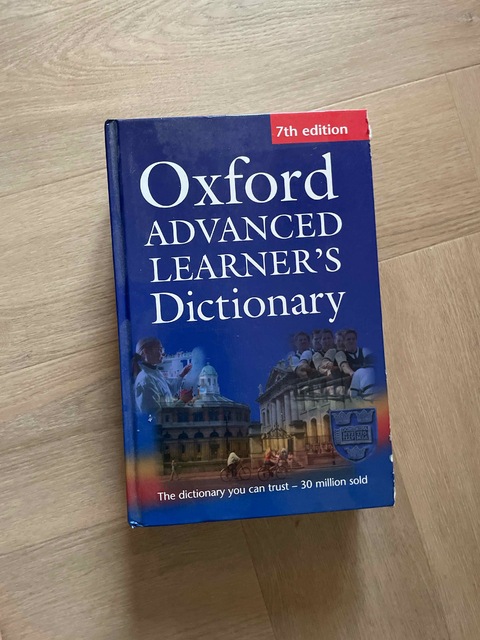 7th edition
Oxford
ADVANCED
LEARNER'S
Dictionary
The dictionary you can trust – 30 million sold